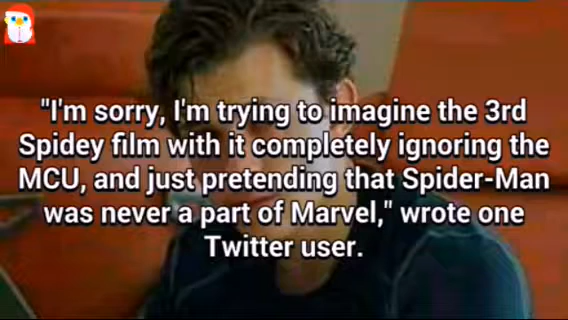 "I'm sorry, I'm trying to imagine the 3rd
Spidey film with it completely ignoring the
MCU, and just pretending that Spider-Man
was never a part of Marvel," wrote one
Twitter user.